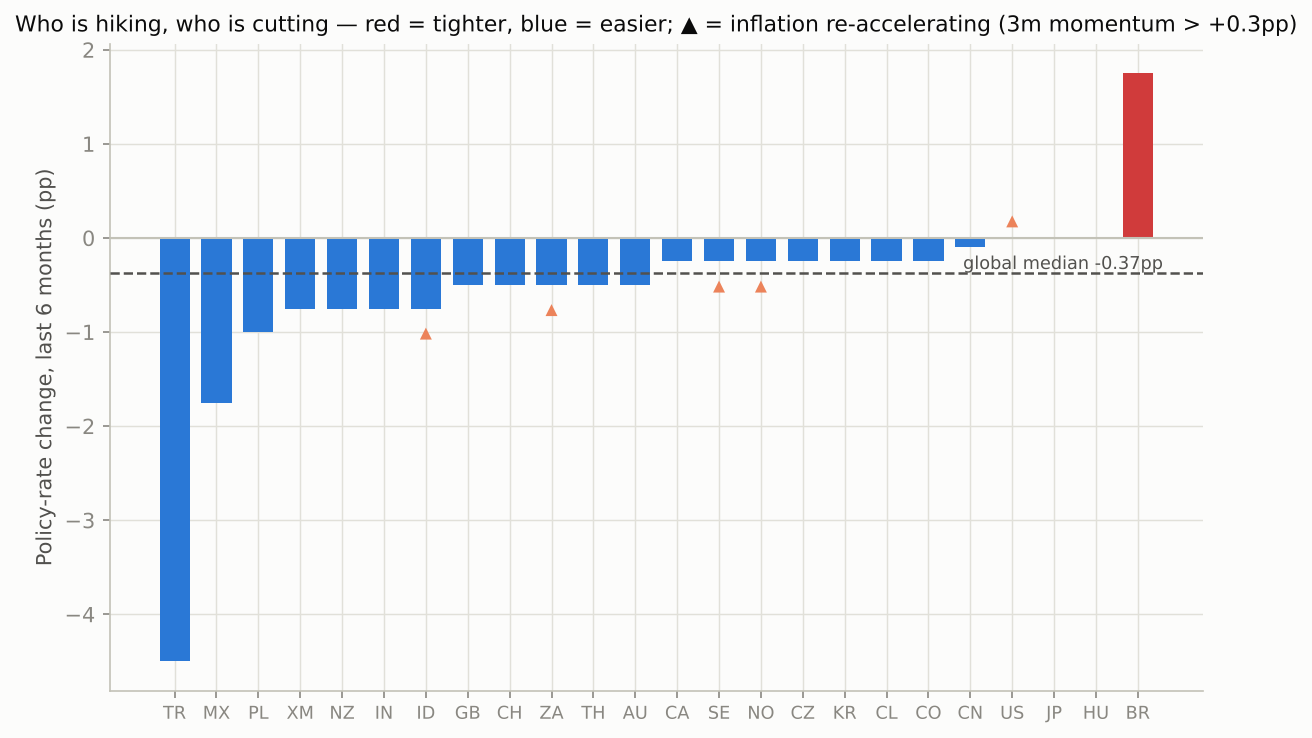 Who is hiking, who is cutting — red = tighter, blue = easier; ▲ = inflation re-accelerating (3m momentum > +0.3pp)
Policy-rate change, last 6 months (pp)
2
1
0
−1
−2
−3
−4
global median -0.37pp
TR MX PL XM NZ IN ID GB CH ZA TH AU CA SE NO CZ KR CL CO CN US JP HU BR